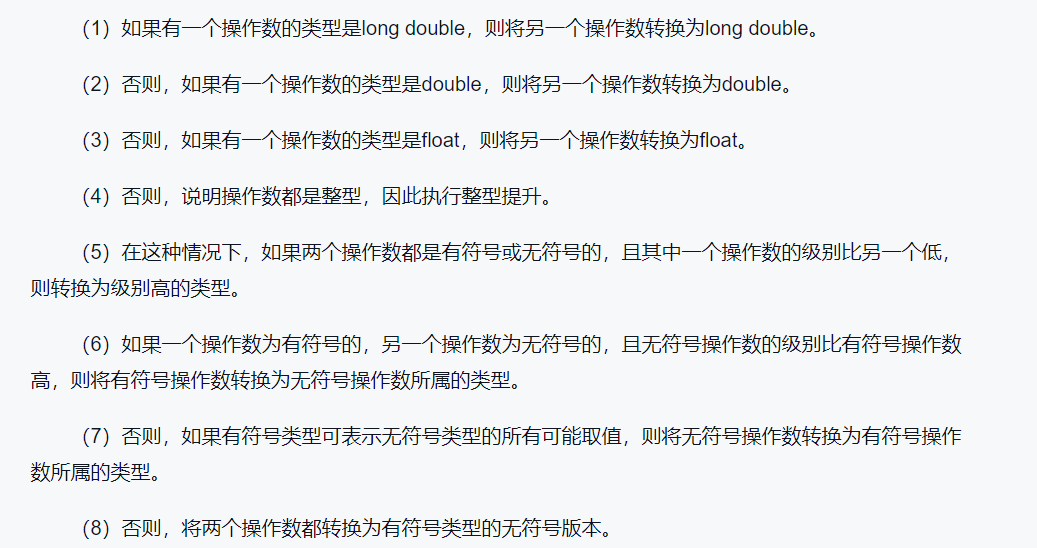 （1）如果有一个操作数的类型是long double，则将另一个操作数转换为long double。
（2）否则，如果有一个操作数的类型是double，则将另一个操作数转换为double。
（3）否则，如果有一个操作数的类型是float，则将另一个操作数转换为float。
（4）否则，说明操作数都是整型，因此执行整型提升。
（5）在这种情况下，如果两个操作数都是有符号或无符号的，且其中一个操作数的级别比另一个低，
则转换为级别高的类型。
（6）如果一个操作数为有符号的，另一个操作数为无符号的，且无符号操作数的级别比有符号操作数
高，则将有符号操作数转换为无符号操作数所属的类型。
（7）否则，如果有符号类型可表示无符号类型的所有可能取值，则将无符号操作数转换为有符号操作
数所属的类型。
（8）否则，将两个操作数都转换为有符号类型的无符号版本。